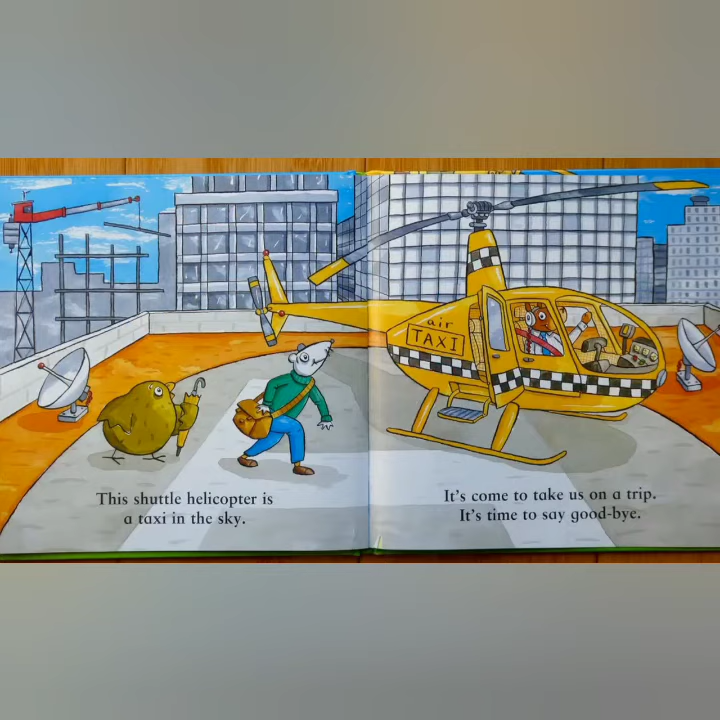 This shuttle helicopter is
a taxi in the sky.
air
TAXI
It's come to take us on a trip.
It's time to say good-bye.